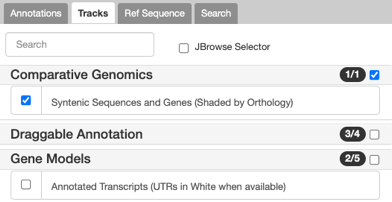 Annotations Tracks Ref Sequence Search
Search JBrowse Selector
Comparative Genomics 1/1
Syntenic Sequences and Genes (Shaded by Orthology)
Draggable Annotation 3/4
Gene Models 2/5
Annotated Transcripts (UTRs in White when available)